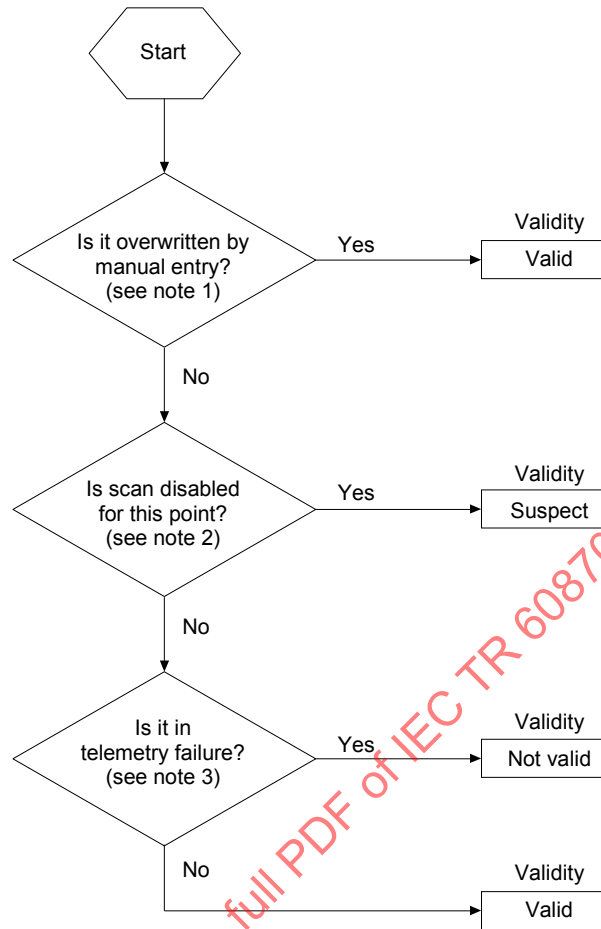 Start
Is it overwritten by
manual entry?
(see note 1)
Yes
Validity
Valid
No
Is scan disabled
for this point?
(see note 2)
Yes
Validity
Suspect
No
Is it in
telemetry failure?
(see note 3)
Yes
Validity
Not valid
No
Validity
Valid
full PDF of IEC TR 60870